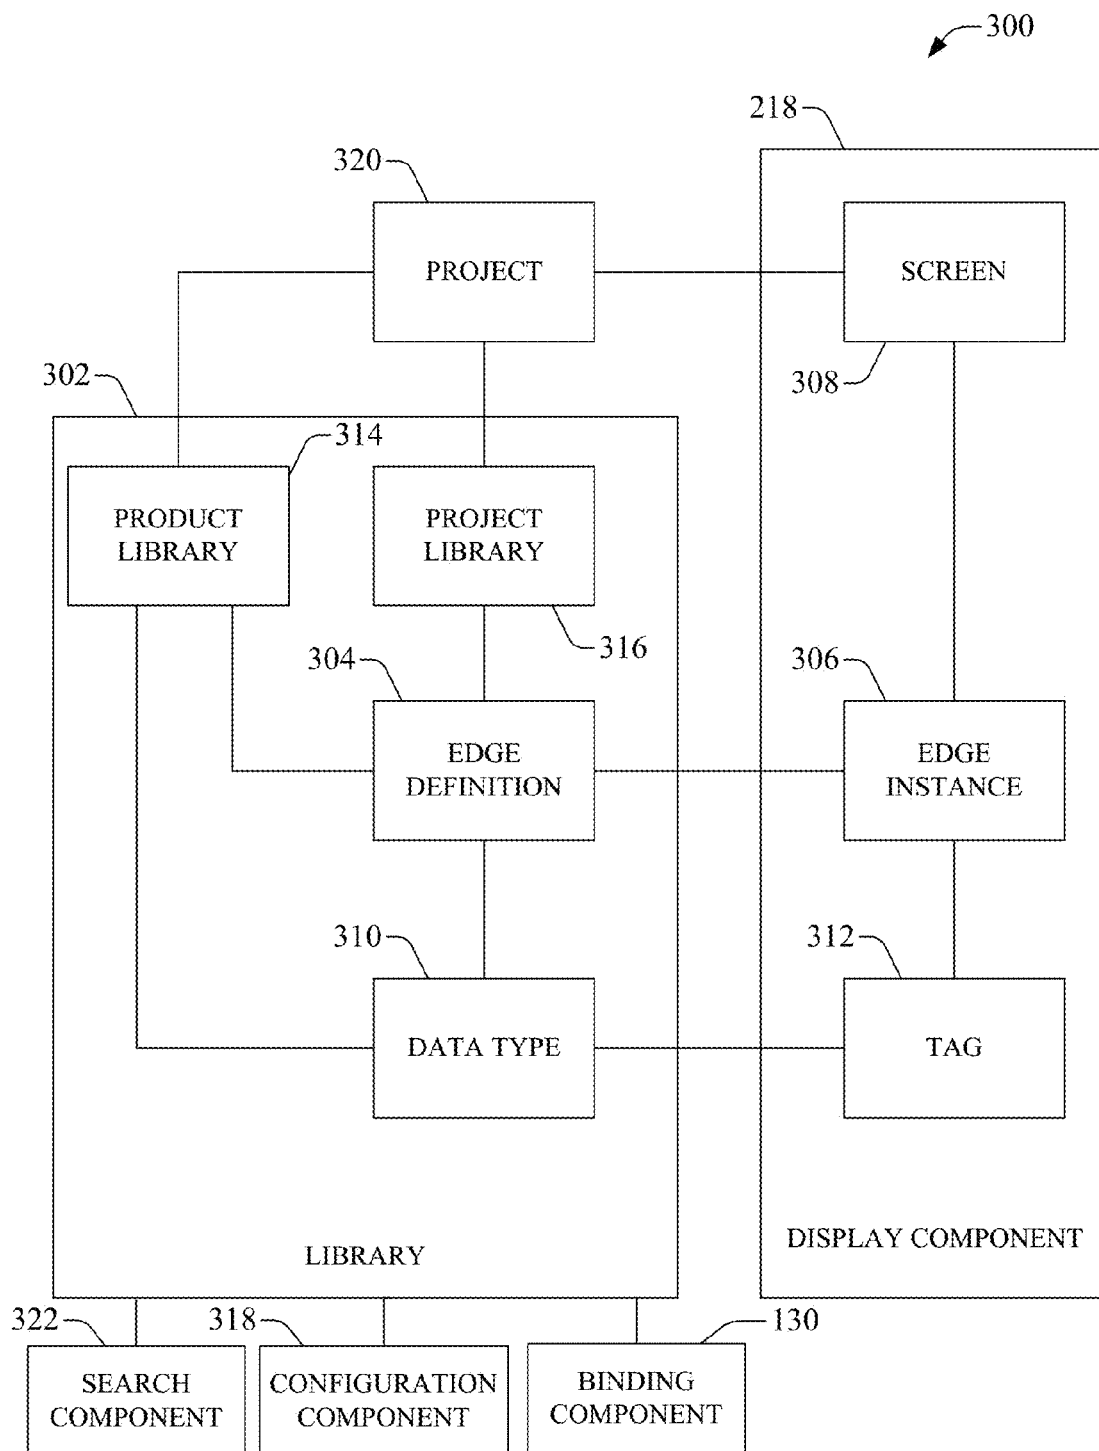 300
218
320
PROJECT
SCREEN
302
308
314
PRODUCT
LIBRARY
PROJECT
LIBRARY
316
304
306
EDGE
DEFINITION
EDGE
INSTANCE
310
312
DATA TYPE
TAG
LIBRARY
DISPLAY COMPONENT
322
318
130
SEARCH
COMPONENT
CONFIGURATION
COMPONENT
BINDING
COMPONENT